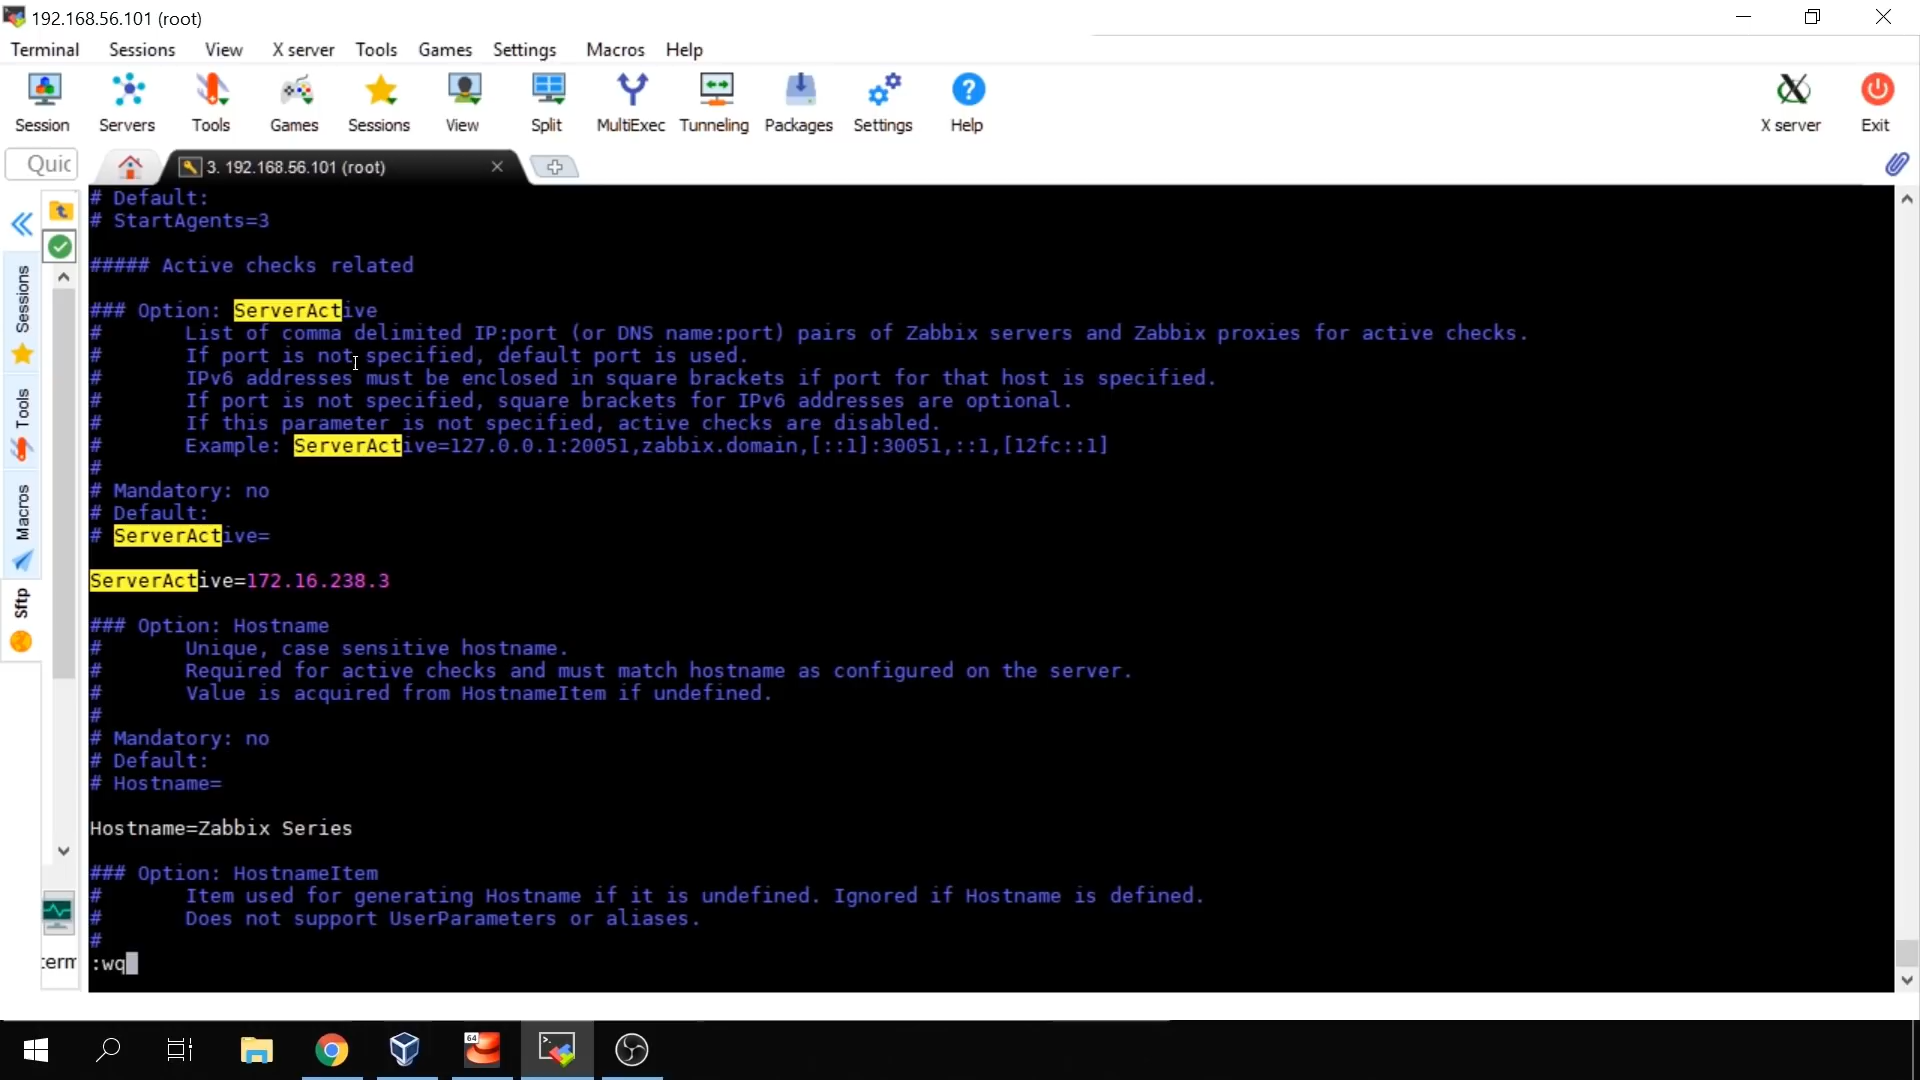 192.168.56.101 (root)
Terminal Sessions View X server Tools Games Settings Macros Help
Session Servers Tools Games Sessions View Split MultiExec Tunneling Packages Settings Help X server Exit
Quic
3. 192.168.56.101 (root)
Sessions
Tools
Macros
Sftp
# Default:
# StartAgents=3
##### Active checks related
### Option: ServerActive
#       List of comma delimited IP:port (or DNS name:port) pairs of Zabbix servers and Zabbix proxies for active checks.
#       If port is not specified, default port is used.
#       IPv6 addresses must be enclosed in square brackets if port for that host is specified.
#       If port is not specified, square brackets for IPv6 addresses are optional.
#       If this parameter is not specified, active checks are disabled.
#       Example: ServerActive=127.0.0.1:20051,zabbix.domain,[::1]:30051,::1,[12fc::1]
#
# Mandatory: no
# Default:
# ServerActive=
ServerActive=172.16.238.3
### Option: Hostname
#       Unique, case sensitive hostname.
#       Required for active checks and must match hostname as configured on the server.
#       Value is acquired from HostnameItem if undefined.
#
# Mandatory: no
# Default:
# Hostname=
Hostname=Zabbix Series
### Option: HostnameItem
#       Item used for generating Hostname if it is undefined. Ignored if Hostname is defined.
#       Does not support UserParameters or aliases.
#
:wq
term
64